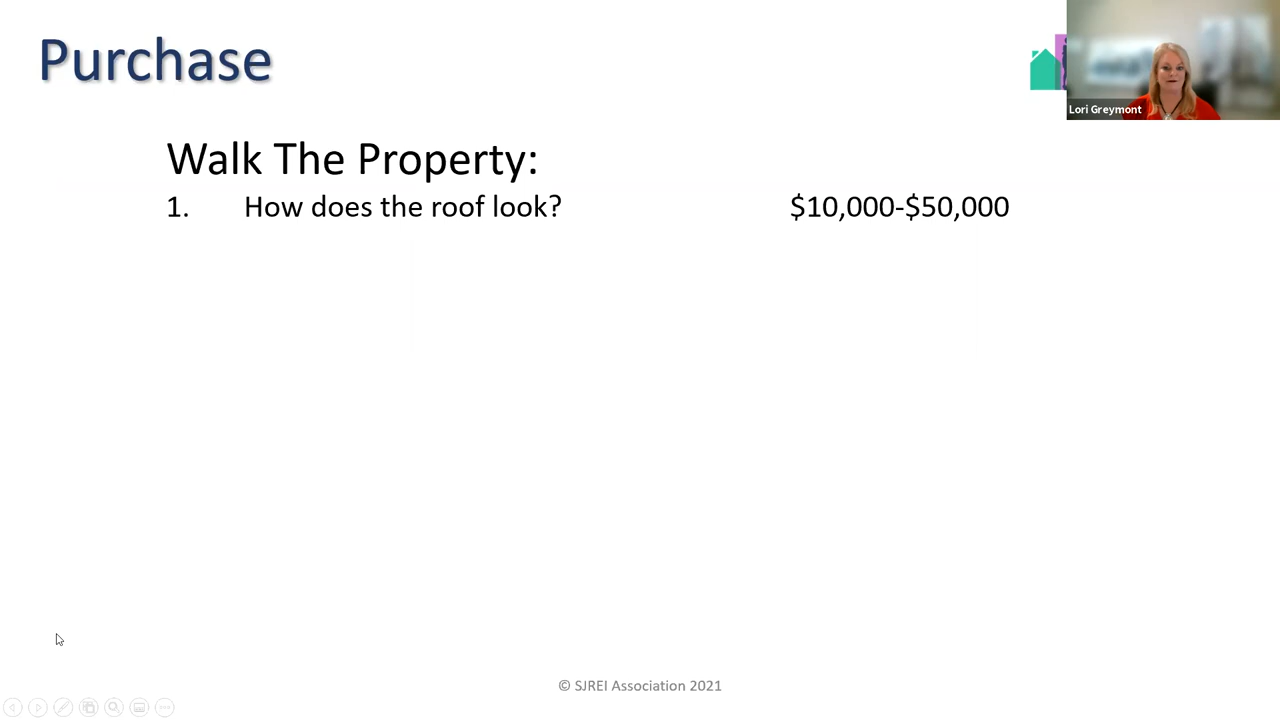 Purchase
Lori Greymont
Walk The Property:
1. How does the roof look? $10,000-$50,000
© SJREI Association 2021